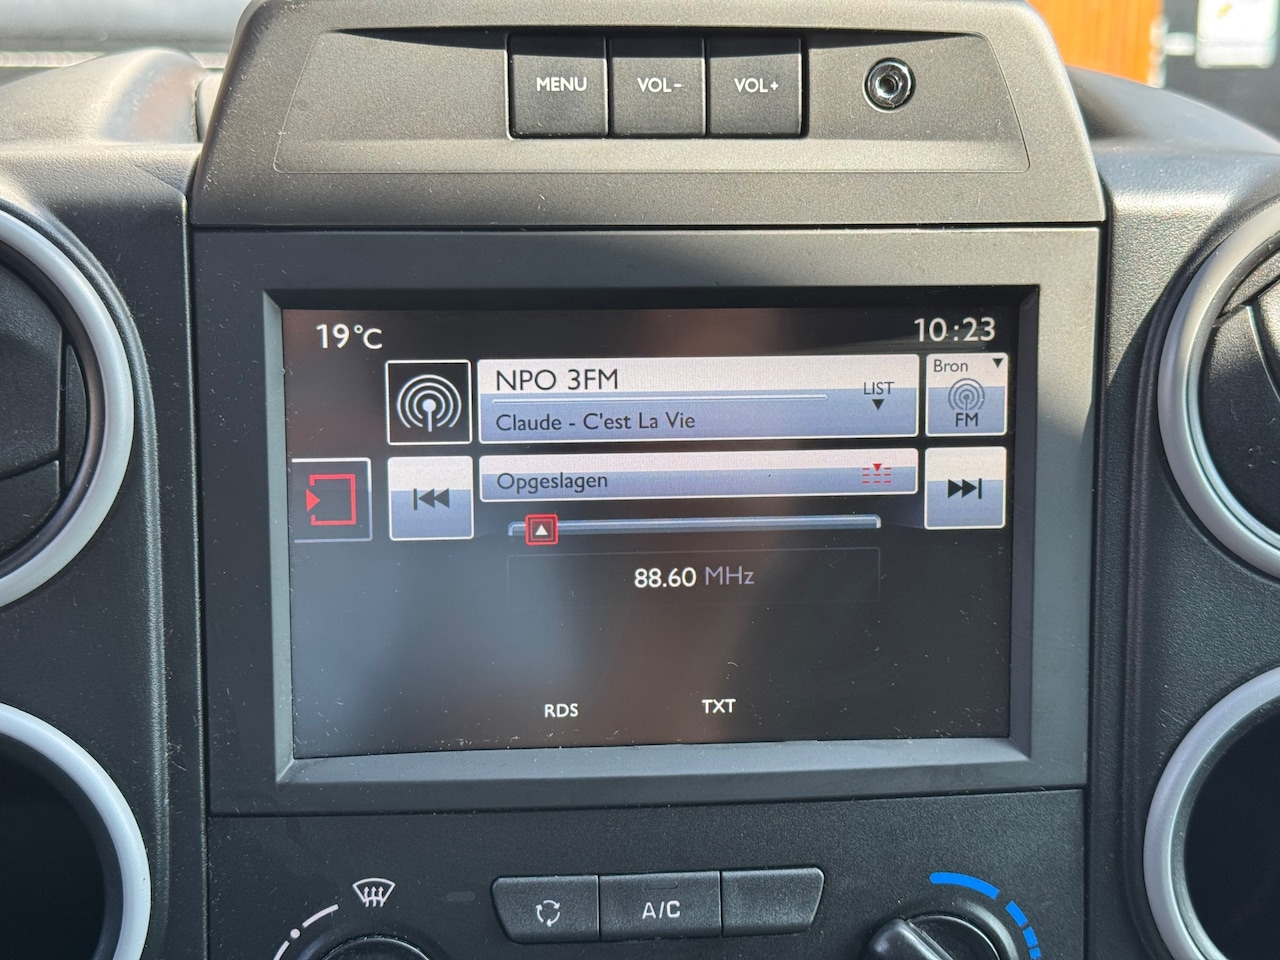 MENU
VOL-
VOL+
19°C
10:23
NPO 3FM
LIST
Claude - C'est La Vie
Bron
FM
Opgeslagen
88.60 MHz
RDS
TXT
A/C